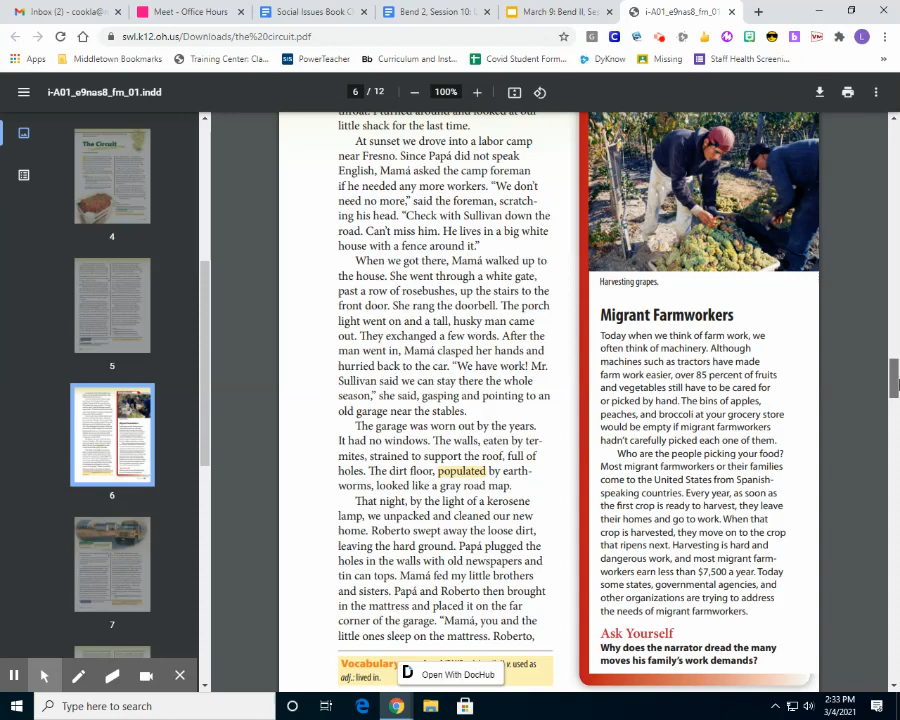 Inbox (2) - cookla@
Meet - Office Hours
Social Issues Book C
Bend 2, Session 10: U
March 9: Bend II, Ses
i-A01_e9nas8_fm_01
swl.k12.oh.us/Downloads/the%20circuit.pdf
Apps
Middletown Bookmarks
Training Center: Cla...
PowerTeacher
Curriculum and Inst...
Covid Student Form...
DyKnow
Missing
Staff Health Screeni...
i-A01_e9nas8_fm_01.indd
6 / 12
100%
The Circuit
4
5
6
7
throat. I turned around and looked at our
little shack for the last time.
At sunset we drove into a labor camp
near Fresno. Since Papá did not speak
English, Mamá asked the camp foreman
if he needed any more workers. “We don’t
need no more,” said the foreman, scratch-
ing his head. “Check with Sullivan down the
road. Can’t miss him. He lives in a big white
house with a fence around it.”
When we got there, Mamá walked up to
the house. She went through a white gate,
past a row of rosebushes, up the stairs to the
front door. She rang the doorbell. The porch
light went on and a tall, husky man came
out. They exchanged a few words. After the
man went in, Mamá clasped her hands and
hurried back to the car. “We have work! Mr.
Sullivan said we can stay there the whole
season,” she said, gasping and pointing to an
old garage near the stables.
The garage was worn out by the years.
It had no windows. The walls, eaten by ter-
mites, strained to support the roof, full of
holes. The dirt floor, populated by earth-
worms, looked like a gray road map.
That night, by the light of a kerosene
lamp, we unpacked and cleaned our new
home. Roberto swept away the loose dirt,
leaving the hard ground. Papá plugged the
holes in the walls with old newspapers and
tin can tops. Mamá fed my little brothers
and sisters. Papá and Roberto then brought
in the mattress and placed it on the far
corner of the garage. “Mamá, you and the
little ones sleep on the mattress. Roberto,
Vocabulary
v. used as
adj.: lived in.
Open With DocHub
Harvesting grapes.
Migrant Farmworkers
Today when we think of farm work, we
often think of machinery. Although
machines such as tractors have made
farm work easier, over 85 percent of fruits
and vegetables still have to be cared for
or picked by hand. The bins of apples,
peaches, and broccoli at your grocery store
would be empty if migrant farmworkers
hadn’t carefully picked each one of them.
Who are the people picking your food?
Most migrant farmworkers or their families
come to the United States from Spanish-
speaking countries. Every year, as soon as
the first crop is ready to harvest, they leave
their homes and go to work. When that
crop is harvested, they move on to the crop
that ripens next. Harvesting is hard and
dangerous work, and most migrant farm-
workers earn less than $7,500 a year. Today
some states, governmental agencies, and
other organizations are trying to address
the needs of migrant farmworkers.
Ask Yourself
Why does the narrator dread the many
moves his family’s work demands?
Type here to search
2:33 PM
3/4/2021